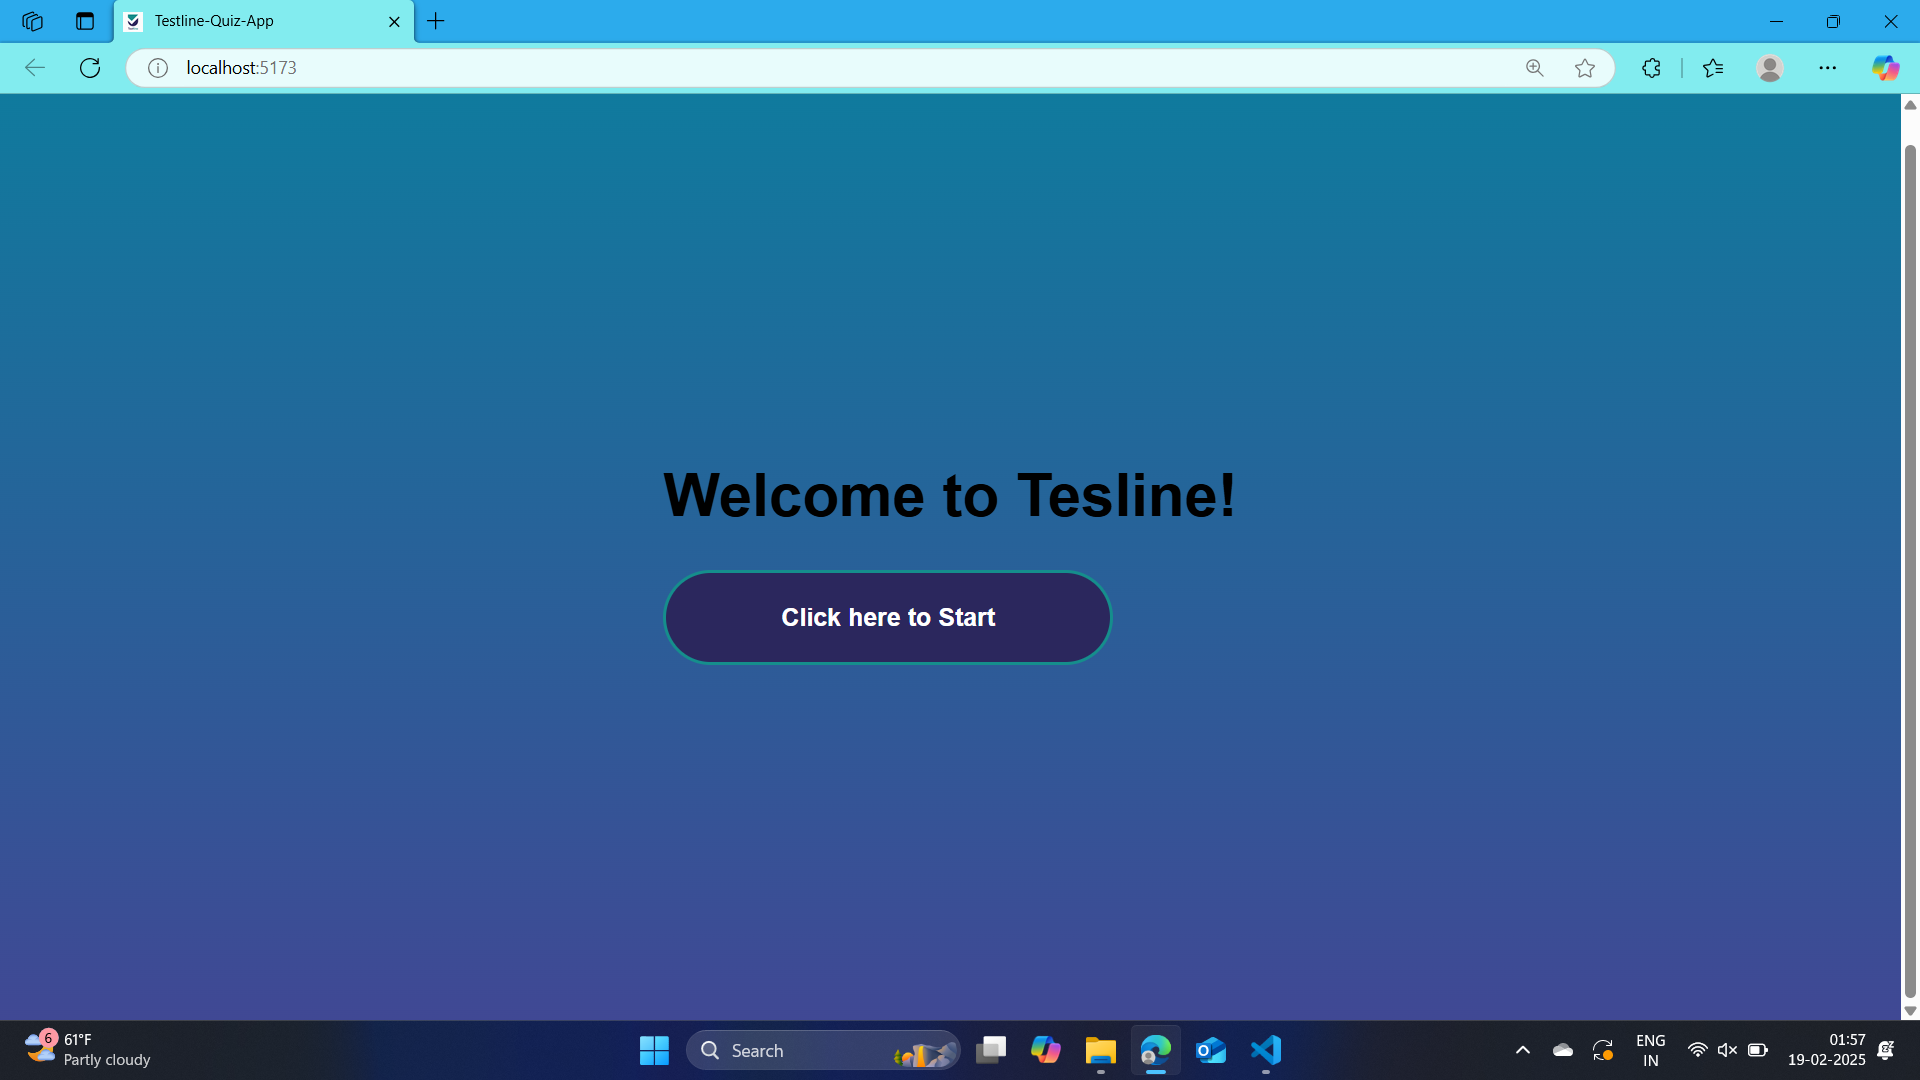 Testline-Quiz-App
localhost:5173
Welcome to Tesline!
Click here to Start
6
61°F
Partly cloudy
Search
ENG
IN
01:57
19-02-2025